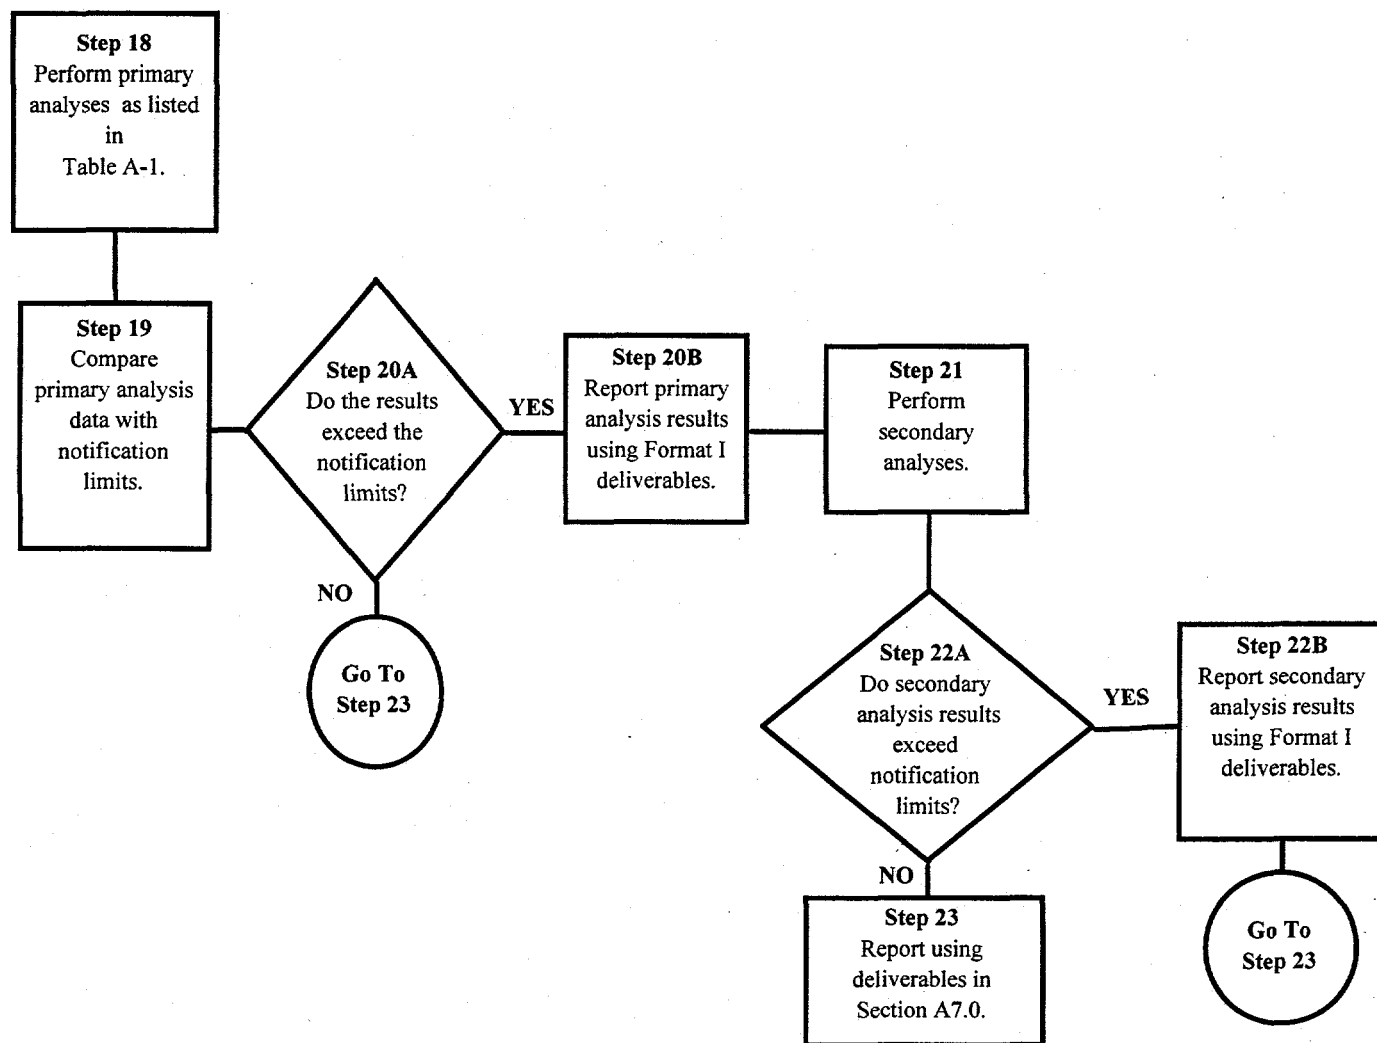 Step 18
Perform primary
analyses as listed
in
Table A-1.
Step 19
Compare
primary analysis
data with
notification
limits.
Step 20A
Do the results
exceed the
notification
limits?
YES
NO
Go To
Step 23
Step 20B
Report primary
analysis results
using Format I
deliverables.
Step 21
Perform
secondary
analyses.
Step 22A
Do secondary
analysis results
exceed
notification
limits?
YES
NO
Step 22B
Report secondary
analysis results
using Format I
deliverables.
Go To
Step 23
Step 23
Report using
deliverables in
Section A7.0.